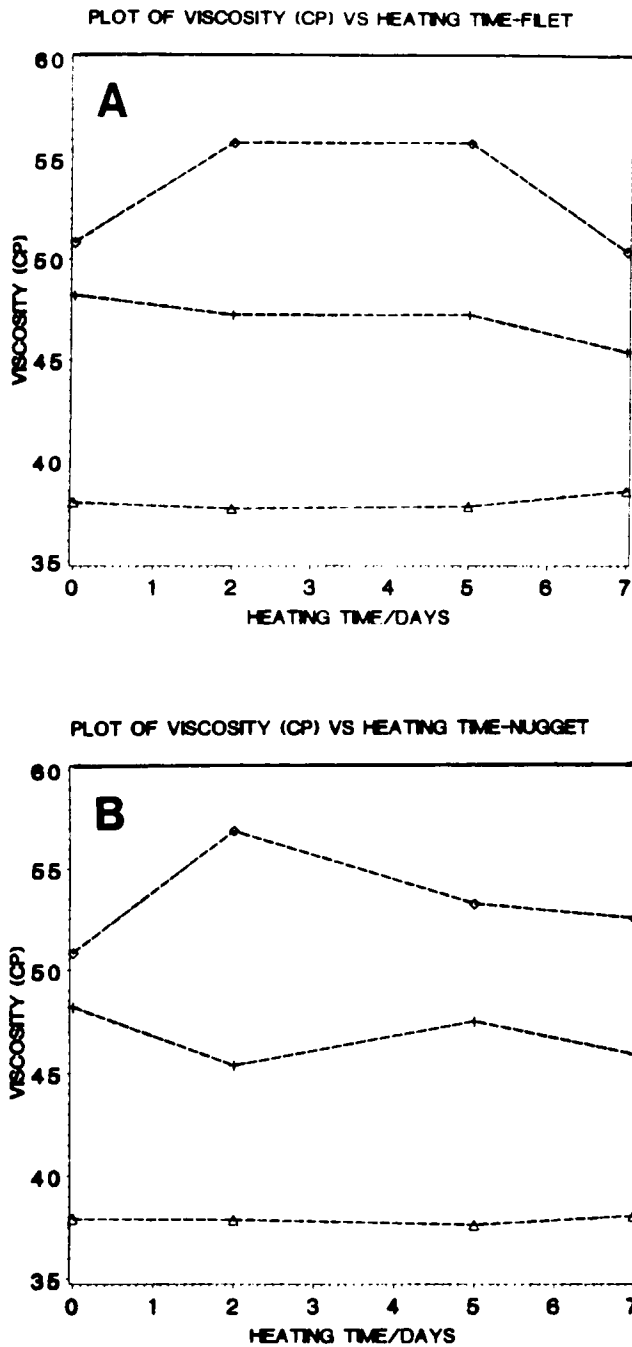 PLOT OF VISCOSITY (CP) VS HEATING TIME-FILET
A
60
55
50
45
40
35
VISCOSITY (CP)
0 1 2 3 4 5 6 7
HEATING TIME/DAYS
PLOT OF VISCOSITY (CP) VS HEATING TIME-NUGGET
B
60
55
50
45
40
35
VISCOSITY (CP)
0 1 2 3 4 5 6 7
HEATING TIME/DAYS